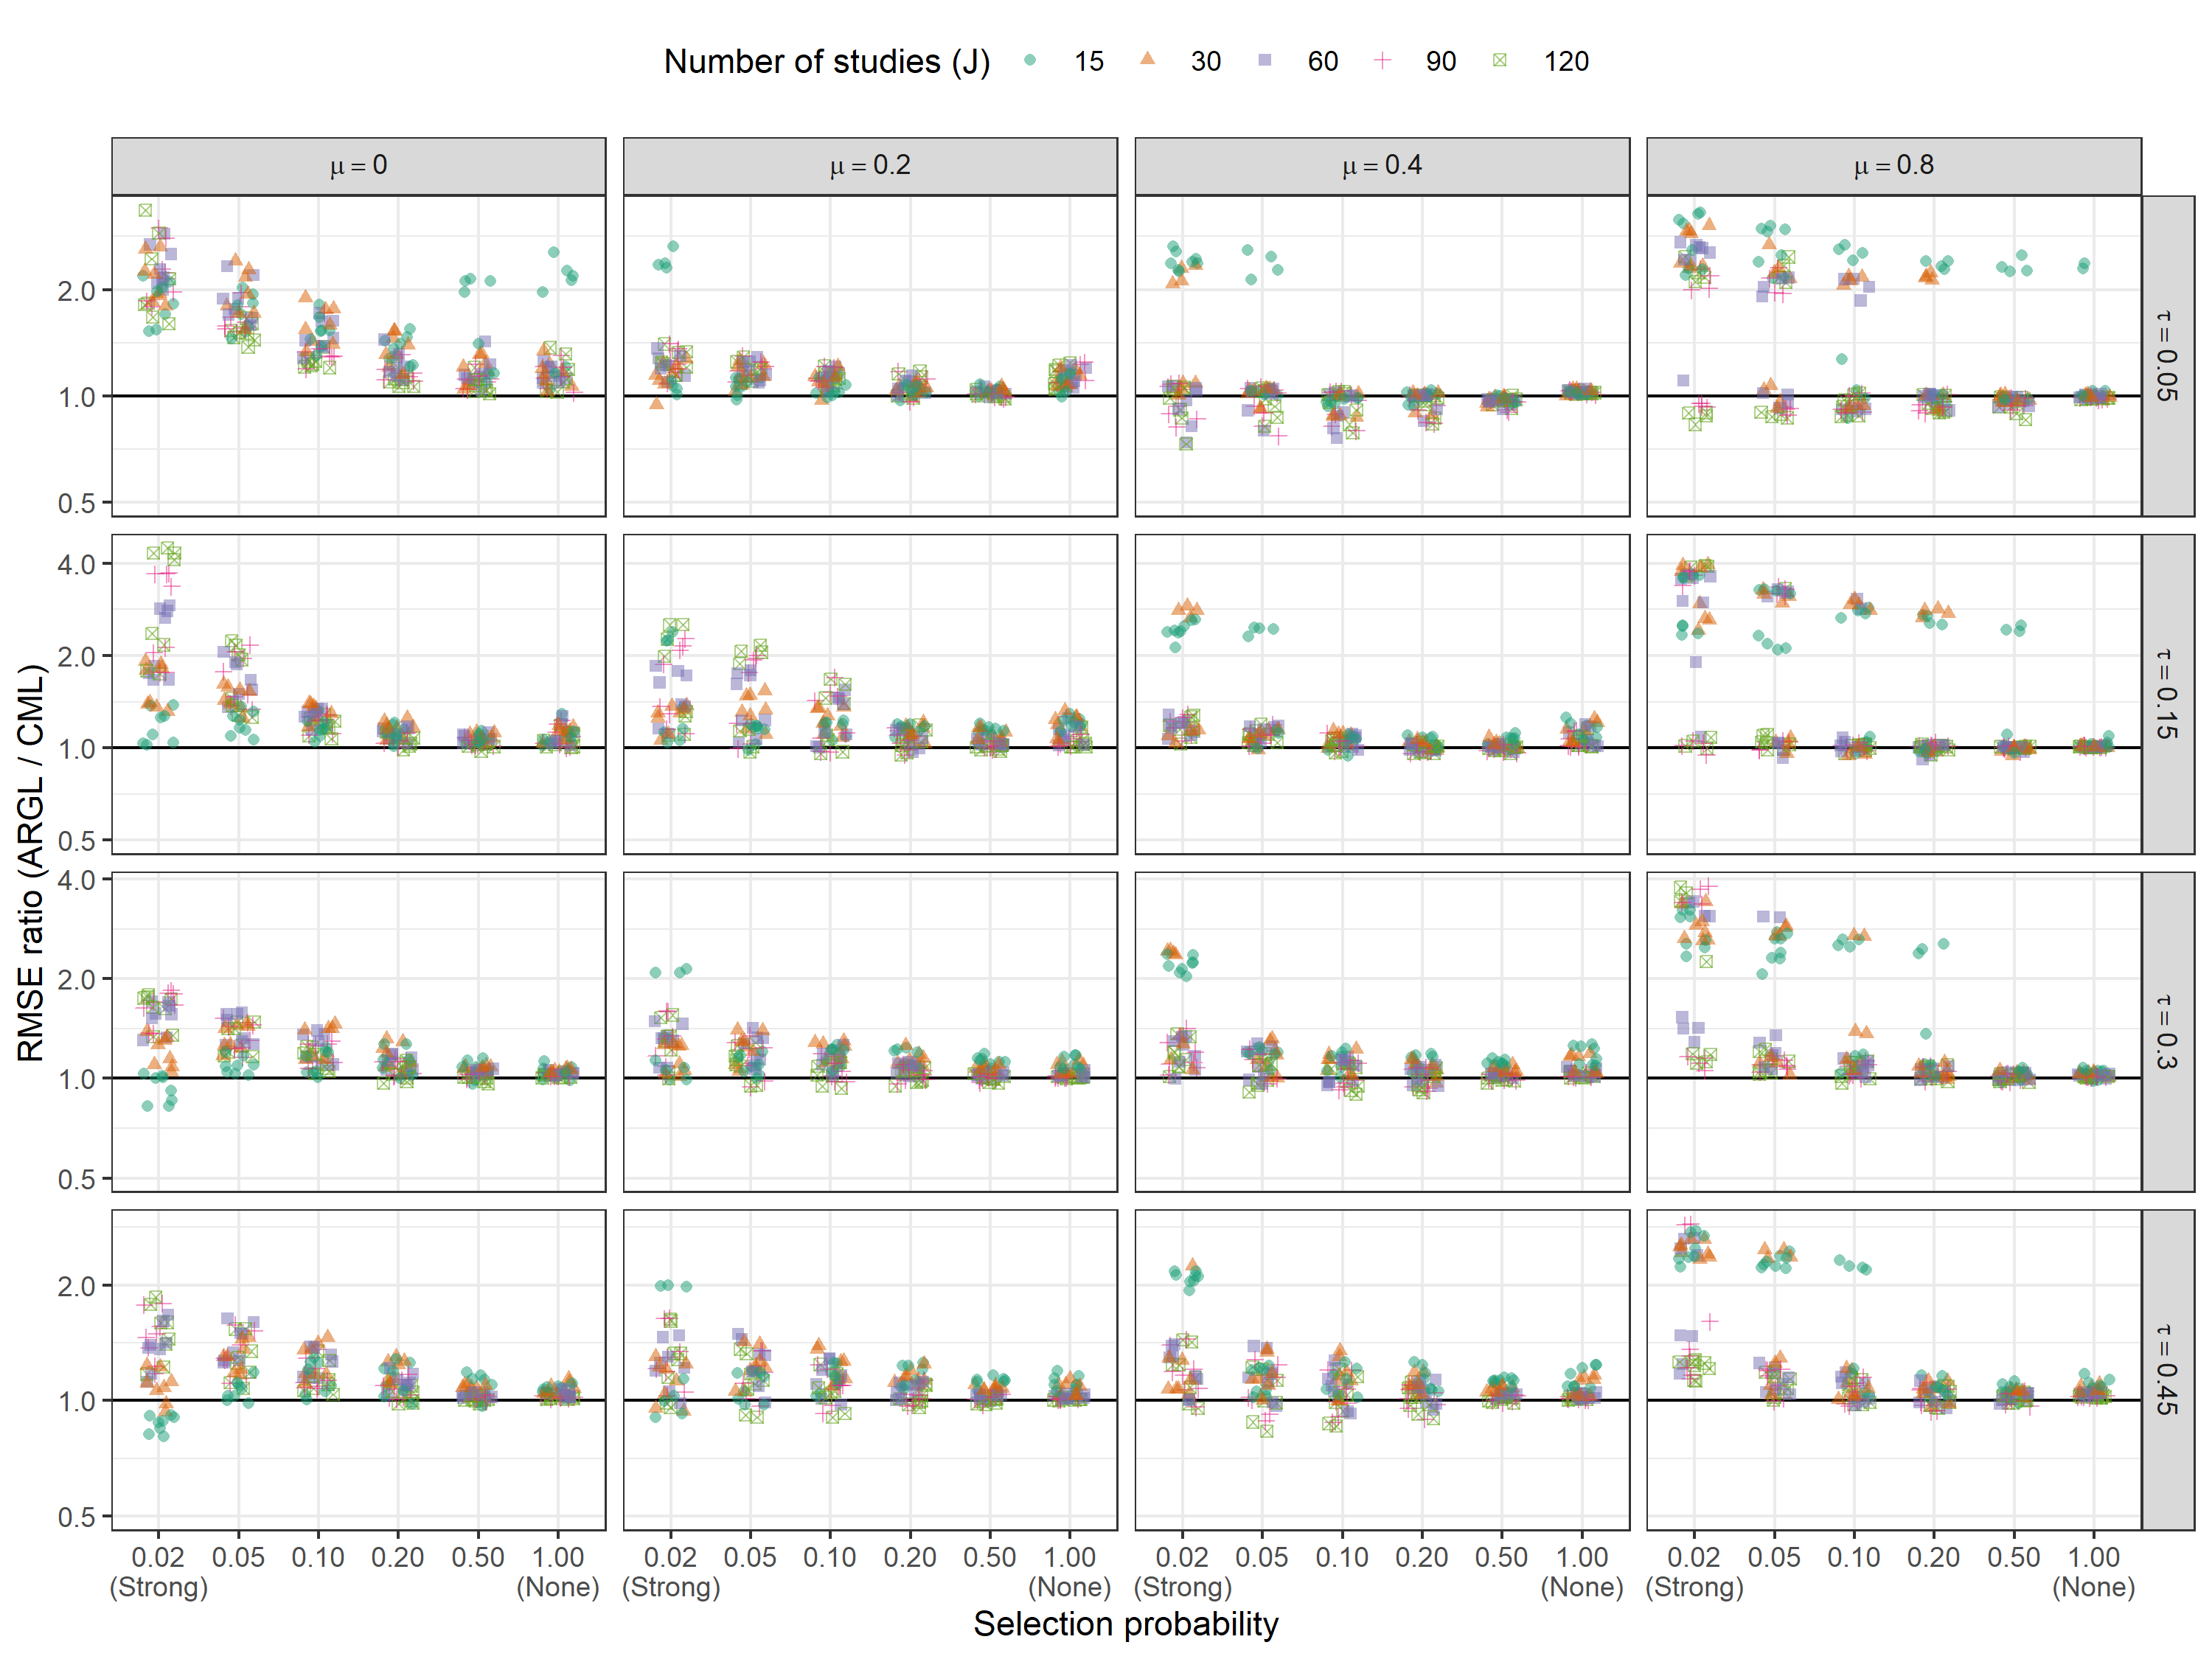 Number of studies (J) 15 30 60 90 120
μ = 0 μ = 0.2 μ = 0.4 μ = 0.8
RMSE ratio (ARGL / CML)
2.0
1.0
0.5
τ = 0.05
4.0
2.0
1.0
0.5
τ = 0.15
4.0
2.0
1.0
0.5
τ = 0.3
2.0
1.0
0.5
τ = 0.45
0.02 0.05 0.10 0.20 0.50 1.00 0.02 0.05 0.10 0.20 0.50 1.00 0.02 0.05 0.10 0.20 0.50 1.00 0.02 0.05 0.10 0.20 0.50 1.00
(Strong) (None) (Strong) (None) (Strong) (None) (Strong) (None)
Selection probability